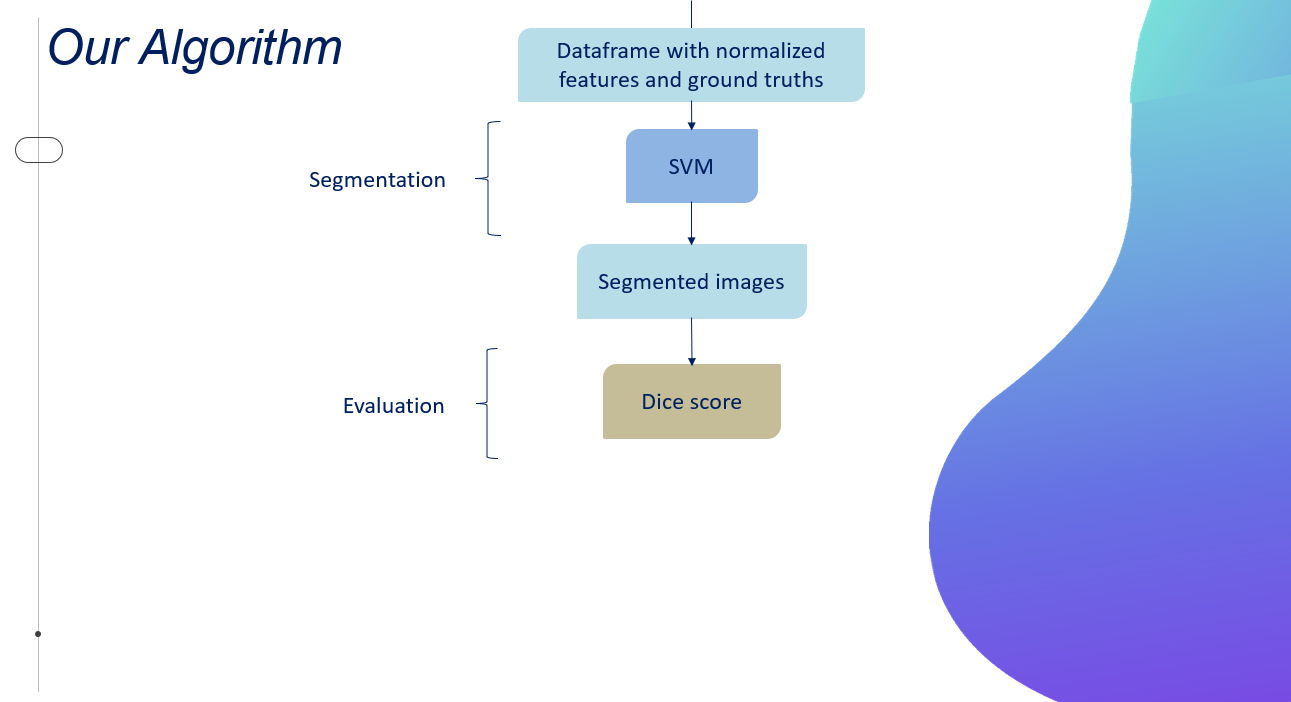 Our Algorithm
Dataframe with normalized
features and ground truths
Segmentation
SVM
Segmented images
Evaluation
Dice score